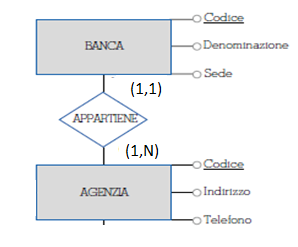 Codice
BANCA
Denominazione
Sede
(1,1)
APPARTIENE
(1,N)
Codice
AGENZIA
Indirizzo
Telefono